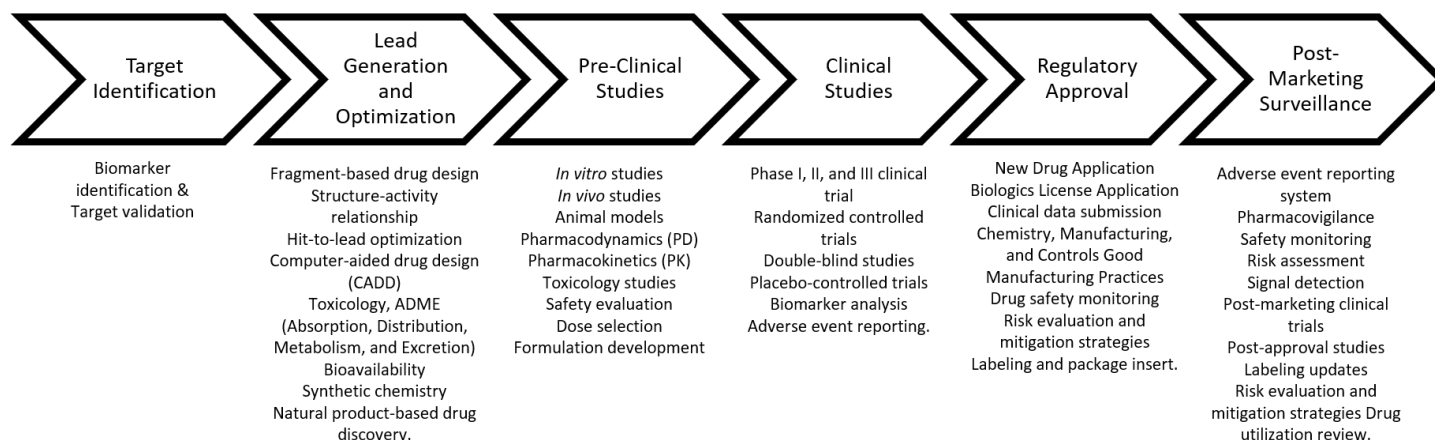 Target
Identification
Lead
Generation
and
Optimization
Pre-Clinical
Studies
Clinical
Studies
Regulatory
Approval
Post-
Marketing
Surveillance
Biomarker
identification &
Target validation
Fragment-based drug design
Structure-activity
relationship
Hit-to-lead optimization
Computer-aided drug design
(CADD)
Toxicology, ADME
(Absorption, Distribution,
Metabolism, and Excretion)
Bioavailability
Synthetic chemistry
Natural product-based drug
discovery.
In vitro studies
In vivo studies
Animal models
Pharmacodynamics (PD)
Pharmacokinetics (PK)
Toxicology studies
Safety evaluation
Dose selection
Formulation development
Phase I, II, and III clinical
trial
Randomized controlled
trials
Double-blind studies
Placebo-controlled trials
Biomarker analysis
Adverse event reporting.
New Drug Application
Biologics License Application
Clinical data submission
Chemistry, Manufacturing,
and Controls Good
Manufacturing Practices
Drug safety monitoring
Risk evaluation and
mitigation strategies
Labeling and package insert.
Adverse event reporting
system
Pharmacovigilance
Safety monitoring
Risk assessment
Signal detection
Post-marketing clinical
trials
Post-approval studies
Labeling updates
Risk evaluation and
mitigation strategies Drug
utilization review.